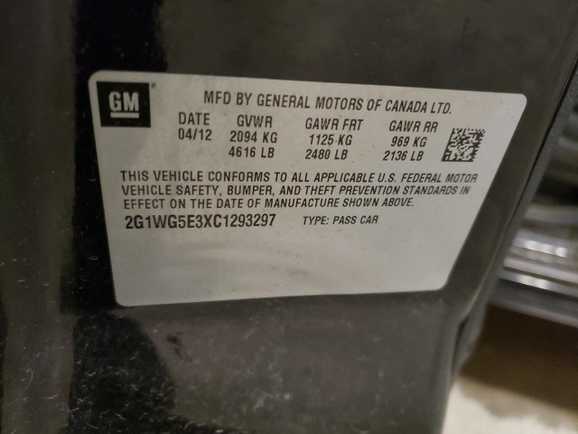 GM
MFD BY GENERAL MOTORS OF CANADA LTD.
DATE GVWR GAWR FRT GAWR RR
04/12 2094 KG 1125 KG 969 KG
4616 LB 2480 LB 2136 LB
THIS VEHICLE CONFORMS TO ALL APPLICABLE U.S. FEDERAL MOTOR
VEHICLE SAFETY, BUMPER, AND THEFT PREVENTION STANDARDS IN
EFFECT ON THE DATE OF MANUFACTURE SHOWN ABOVE.
2G1WG5E3XC1293297 TYPE: PASS CAR